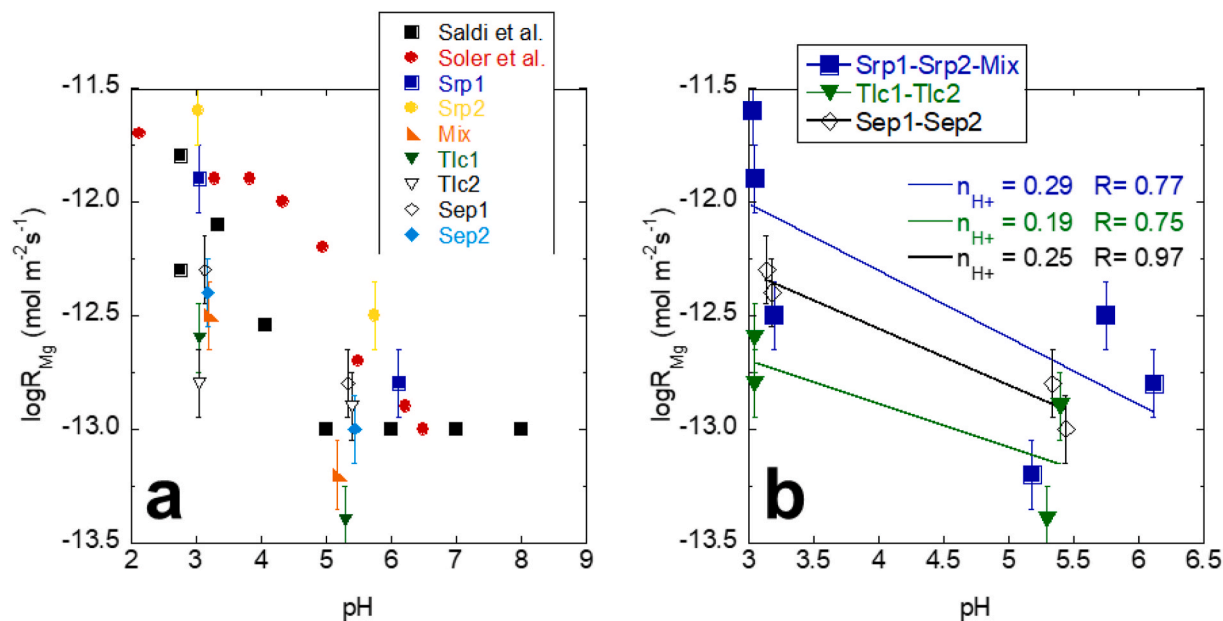 Saldi et al.
Soler et al.
Srp1
Srp2
Mix
Tlc1
Tlc2
Sep1
Sep2
-11.5
-12.0
-12.5
-13.0
-13.5
logR_Mg (mol m⁻²s⁻¹)
a
2 3 4 5 6 7 8 9
pH
Srp1-Srp2-Mix
Tlc1-Tlc2
Sep1-Sep2
n_H+ = 0.29 R= 0.77
n_H+ = 0.19 R= 0.75
n_H+ = 0.25 R= 0.97
-11.5
-12.0
-12.5
-13.0
-13.5
logR_Mg (mol m⁻²s⁻¹)
b
3 3.5 4 4.5 5 5.5 6 6.5
pH